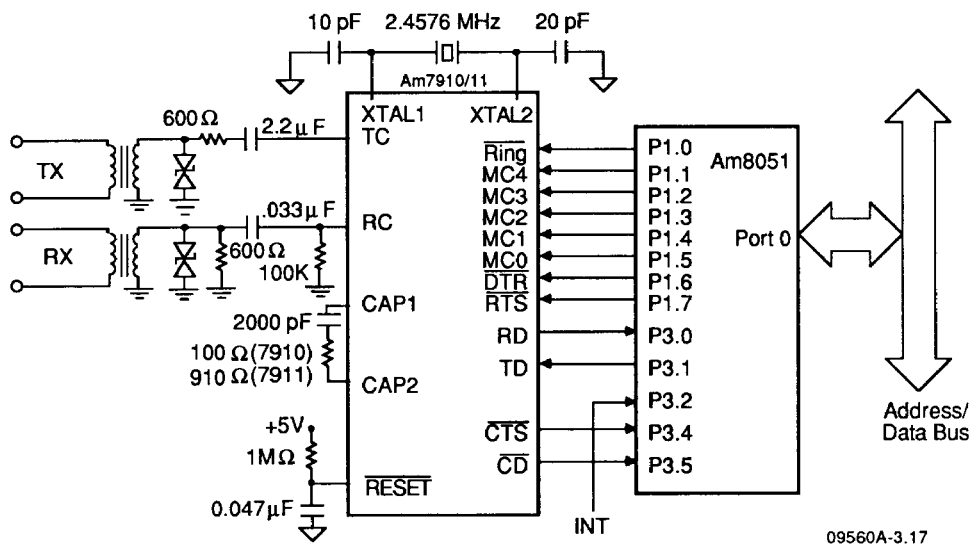 10 pF
2.4576 MHz
20 pF
Am7910/11
XTAL1
XTAL2
600Ω
2.2μF
TC
TX
.033μF
RC
RX
600Ω
100K
CAP1
2000 pF
100 Ω(7910)
910 Ω(7911)
CAP2
+5V
1MΩ
RESET
0.047μF
Ring
MC4
MC3
MC2
MC1
MC0
DTR
RTS
RD
TD
CTS
CD
INT
P1.0
P1.1
P1.2
P1.3
P1.4
P1.5
P1.6
P1.7
P3.0
P3.1
P3.2
P3.4
P3.5
Am8051
Port 0
Address/
Data Bus
09560A-3.17